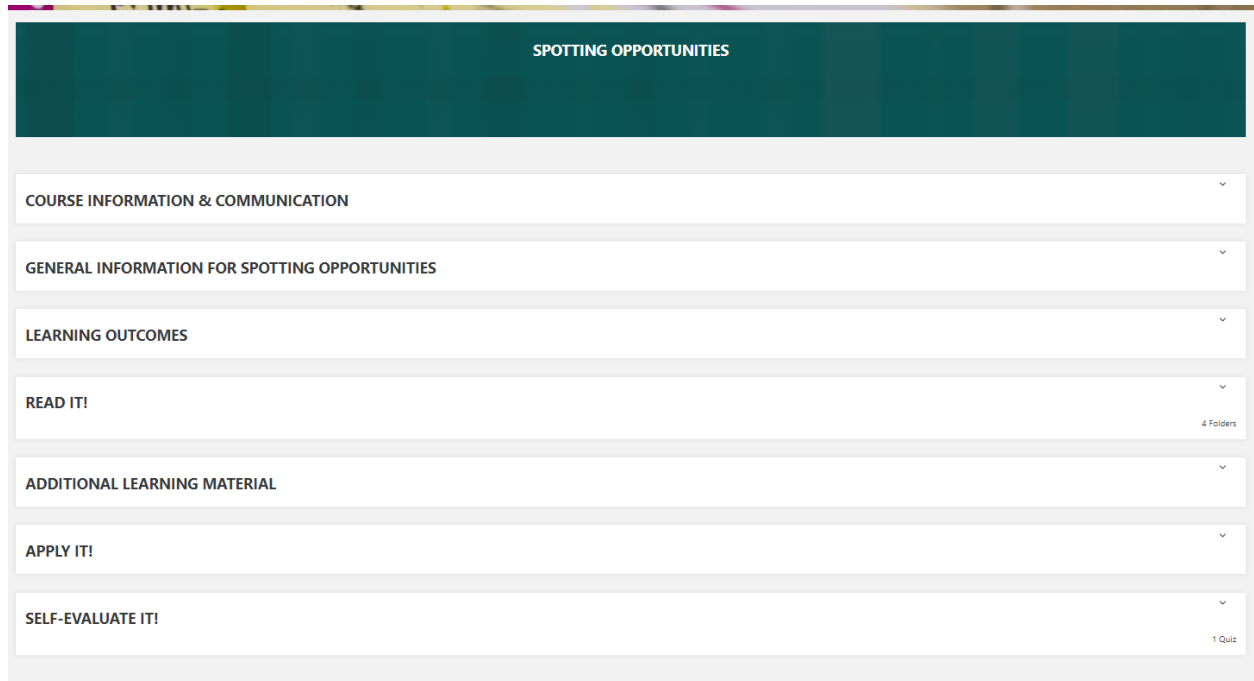 SPOTTING OPPORTUNITIES
COURSE INFORMATION & COMMUNICATION
GENERAL INFORMATION FOR SPOTTING OPPORTUNITIES
LEARNING OUTCOMES
READ IT!
4 Folders
ADDITIONAL LEARNING MATERIAL
APPLY IT!
SELF-EVALUATE IT!
1 Quiz